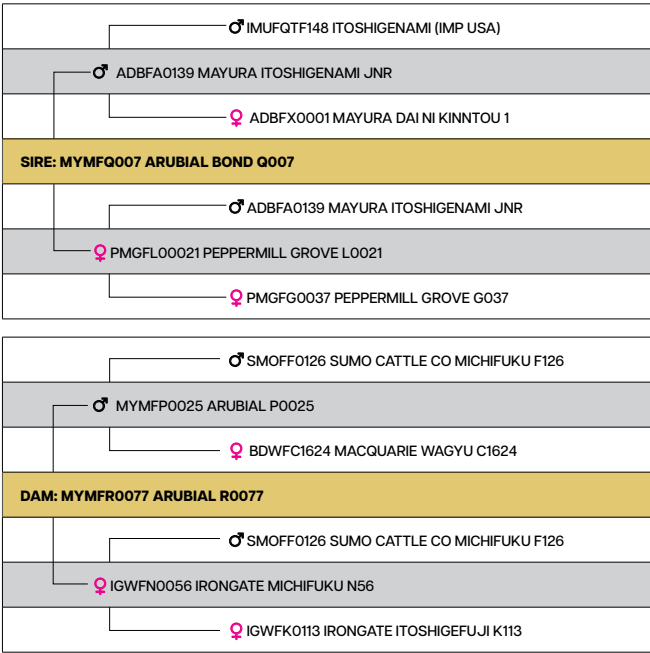 ♂ IMUFQTF148 ITOSHIGENAMI (IMP USA)
♂ ADBFA0139 MAYURA ITOSHIGENAMI JNR
♀ ADBFX0001 MAYURA DAI NI KINNTOU 1
SIRE: MYMFQ007 ARUBIAL BOND Q007
♂ ADBFA0139 MAYURA ITOSHIGENAMI JNR
♀ PMGFL00021 PEPPERMILL GROVE L0021
♀ PMGFG0037 PEPPERMILL GROVE G037
♂ SMOFF0126 SUMO CATTLE CO MICHIFUKU F126
♂ MYMFP0025 ARUBIAL P0025
♀ BDWFC1624 MACQUARIE WAGYU C1624
DAM: MYMFR0077 ARUBIAL R0077
♂ SMOFF0126 SUMO CATTLE CO MICHIFUKU F126
♀ IGWFN0056 IRONGATE MICHIFUKU N56
♀ IGWFK0113 IRONGATE ITOSHIGEFUJI K113